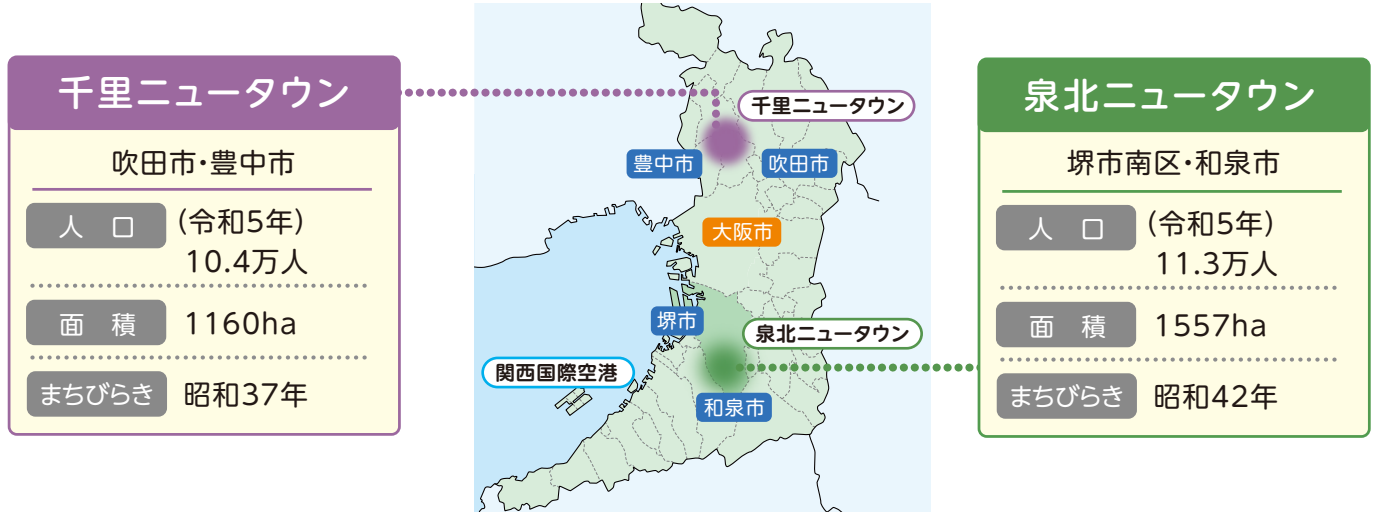 千里ニュータウン
吹田市・豊中市
人 口
(令和5年)
10.4万人
面 積
1160ha
まちびらき
昭和37年
千里ニュータウン
豊中市
吹田市
大阪市
堺市
泉北ニュータウン
関西国際空港
和泉市
泉北ニュータウン
堺市南区・和泉市
人 口
(令和5年)
11.3万人
面 積
1557ha
まちびらき
昭和42年